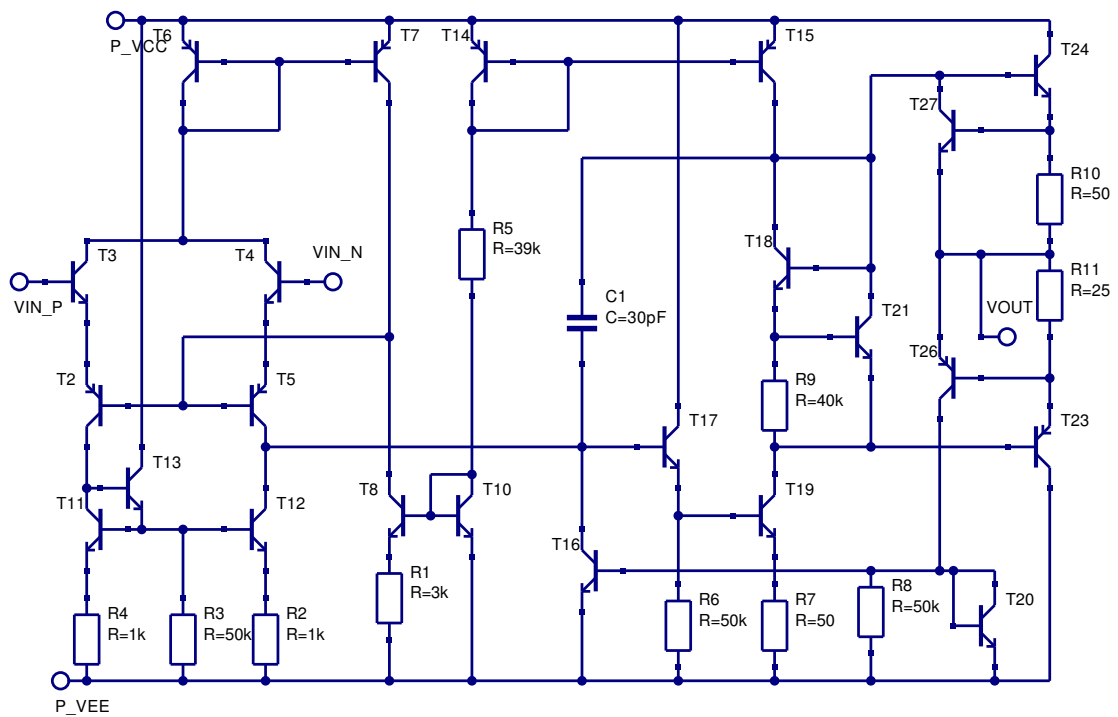 P_VCC
T6
T7
T14
T15
T24
T27
R10
R=50
T3
T4
VIN_N
VIN_P
R5
R=39k
T18
R11
R=25
C1
C=30pF
T21
VOUT
T2
T5
T26
R9
R=40k
T17
T23
T13
T11
T12
T8
T10
T19
T16
R4
R=1k
R3
R=50k
R2
R=1k
R1
R=3k
R6
R=50k
R7
R=50
R8
R=50k
T20
P_VEE